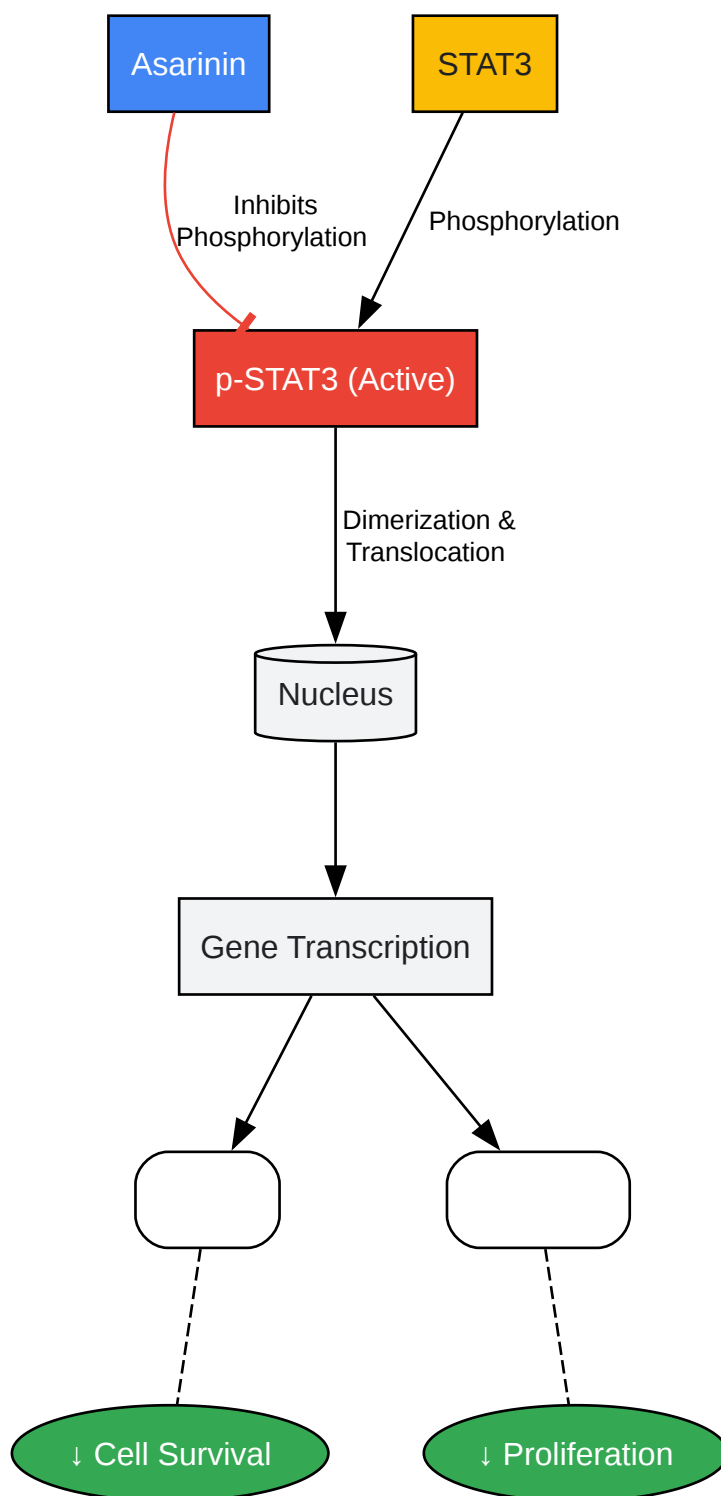 Asarinin
STAT3
Inhibits
Phosphorylation
Phosphorylation
p-STAT3 (Active)
Dimerization &
Translocation
Nucleus
Gene Transcription
↓ Cell Survival
↓ Proliferation